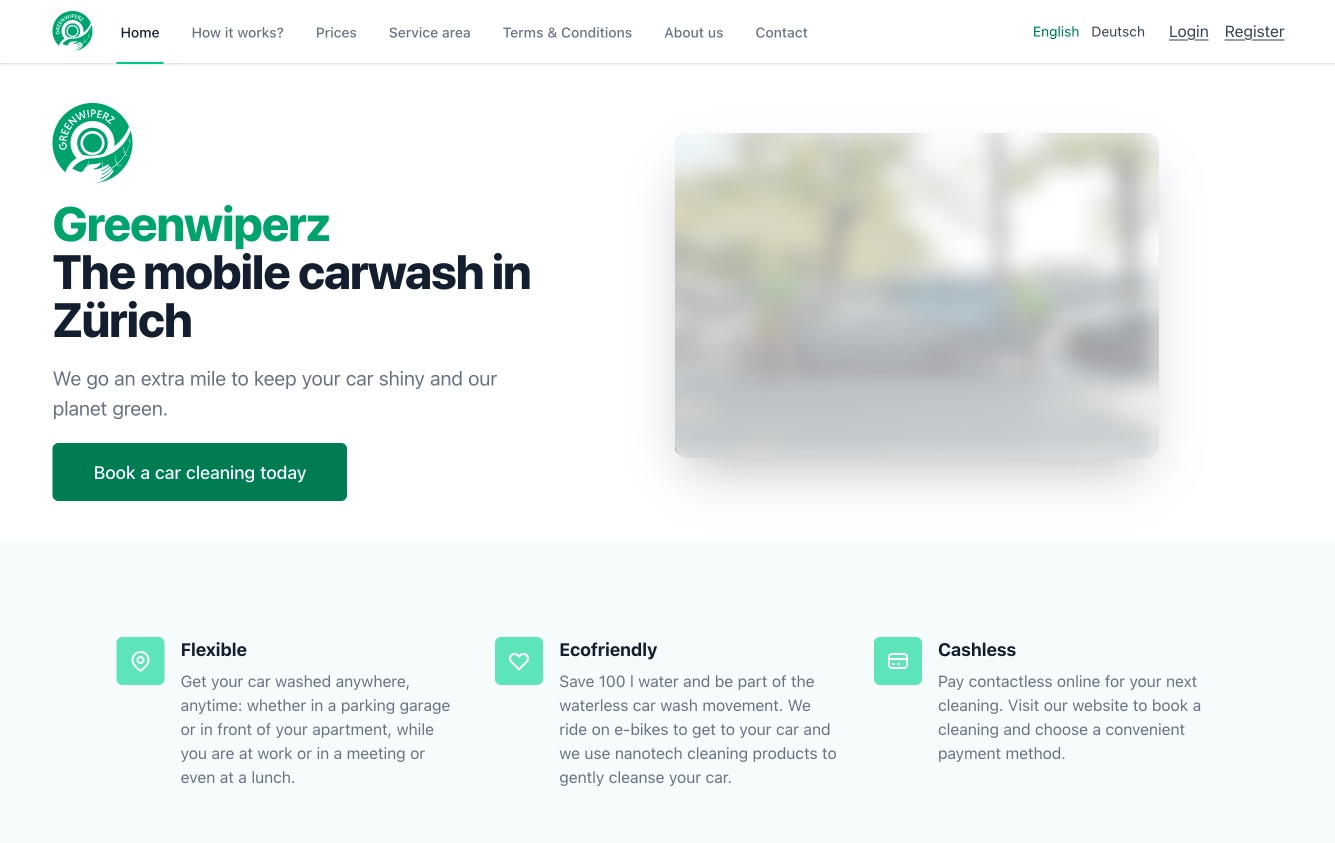 GREENWIPERZ
Home
How it works?
Prices
Service area
Terms & Conditions
About us
Contact
English
Deutsch
Login
Register
GREENWIPERZ
Greenwiperz
The mobile carwash in
Zürich
We go an extra mile to keep your car shiny and our
planet green.
Book a car cleaning today
Flexible
Get your car washed anywhere,
anytime: whether in a parking garage
or in front of your apartment, while
you are at work or in a meeting or
even at a lunch.
Ecofriendly
Save 100 l water and be part of the
waterless car wash movement. We
ride on e-bikes to get to your car and
we use nanotech cleaning products to
gently cleanse your car.
Cashless
Pay contactless online for your next
cleaning. Visit our website to book a
cleaning and choose a convenient
payment method.